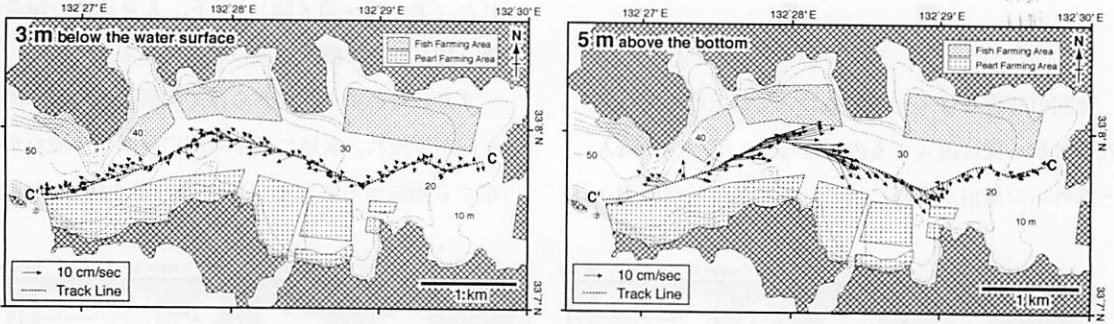 132 27' E
132 28' E
132 29' E
132 30' E
3 m below the water surface
N
Fish Farming Area
Pearl Farming Area
33 8' N
40
50
30
20
10 m
C
C'
10 cm/sec
Track Line
1 km
33 7' N
132 27' E
132 28' E
132 29' E
132 30' E
5 m above the bottom
N
Fish Farming Area
Pearl Farming Area
33 8' N
40
50
30
20
10 m
C
C'
10 cm/sec
Track Line
1 km
33 7' N